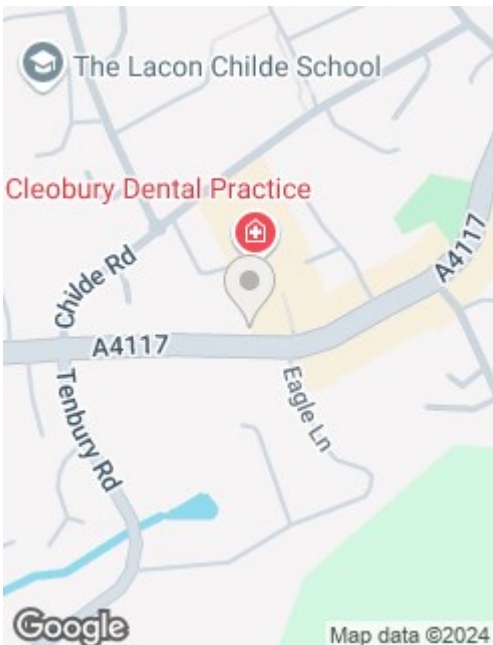 The Lacon Childe School
Cleobury Dental Practice
A4117
Childe Rd
A4117
Tenbury Rd
Eagle Ln
Google
Map data ©2024